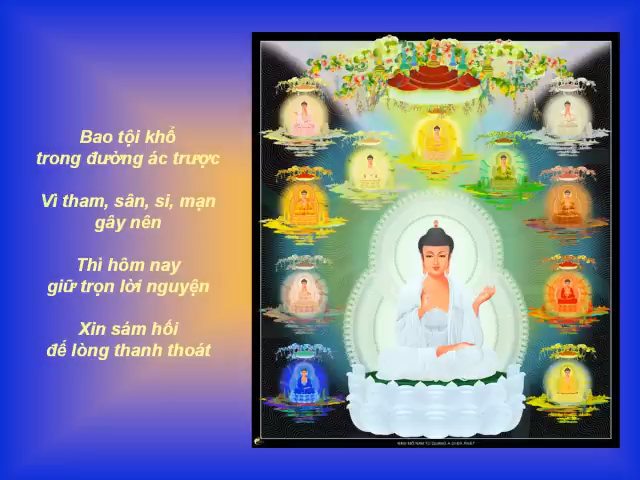 Bao tội khổ
trong đường ác trược
Vì tham, sân, si, mạn
gây nên
Thì hôm nay
giữ trọn lời nguyện
Xin sám hối
để lòng thanh thoát